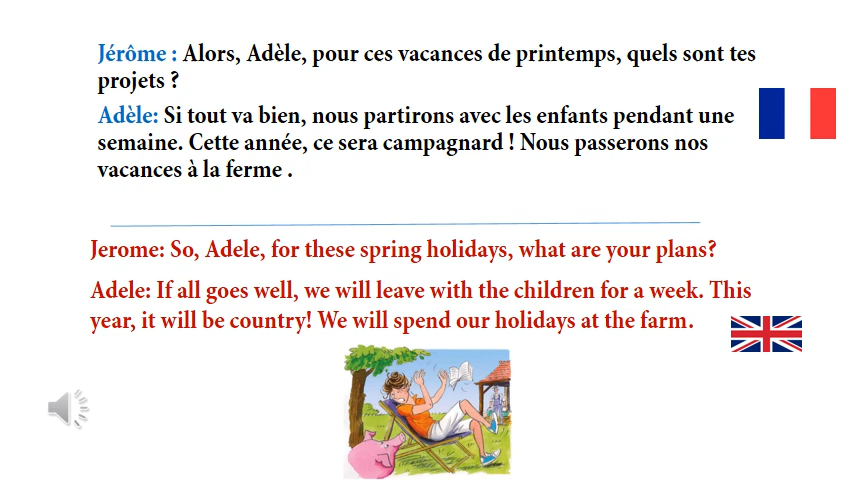 Jérôme : Alors, Adèle, pour ces vacances de printemps, quels sont tes
projets ?
Adèle: Si tout va bien, nous partirons avec les enfants pendant une
semaine. Cette année, ce sera campagnard ! Nous passerons nos
vacances à la ferme .
Jerome: So, Adele, for these spring holidays, what are your plans?
Adele: If all goes well, we will leave with the children for a week. This
year, it will be country! We will spend our holidays at the farm.